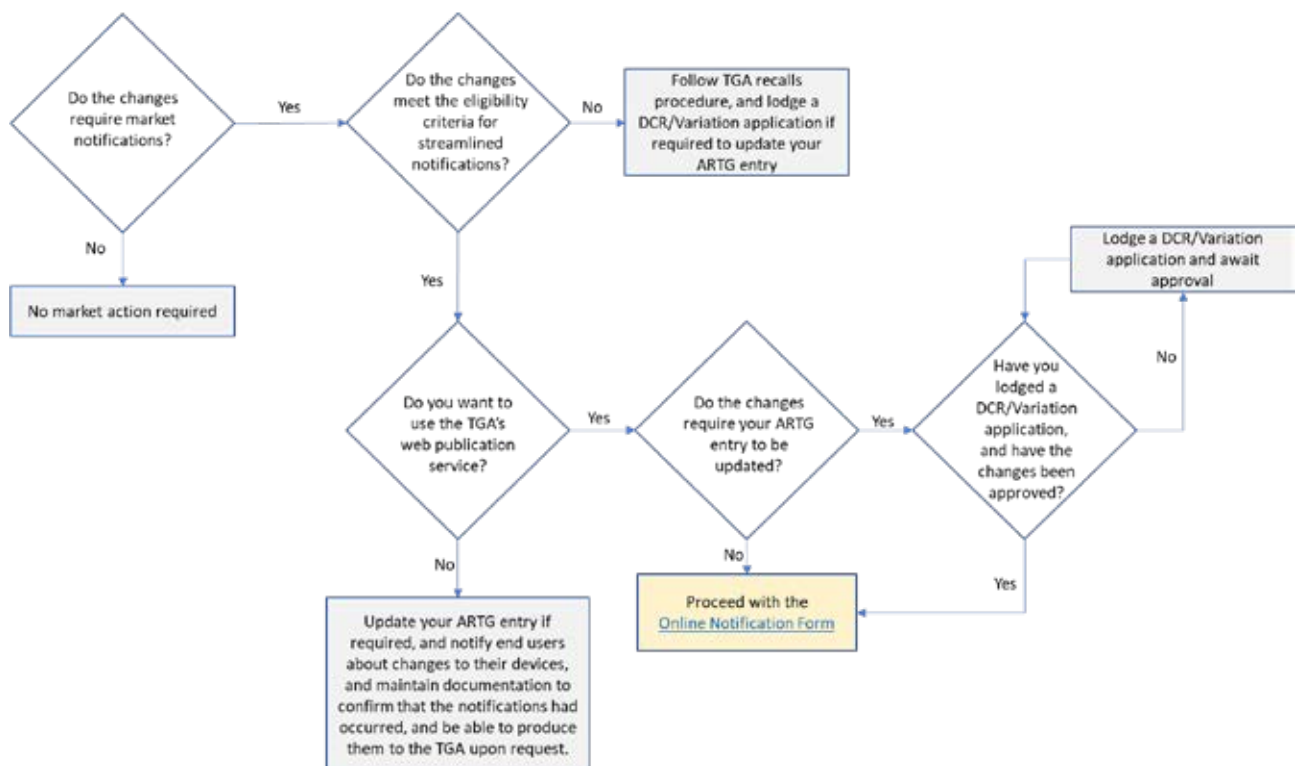 Do the changes
require market
notifications?
Yes
Do the changes
meet the eligibility
criteria for
streamlined
notifications?
No
Follow TGA recalls
procedure, and lodge a
DCR/Variation application if
required to update your
ARTG entry
No
No market action required
Yes
Lodge a DCR/Variation
application and await
approval
Do you want to
use the TGA's
web publication
service?
Yes
Do the changes
require your ARTG
entry to be
updated?
Yes
Have you
lodged a
DCR/Variation
application,
and have the
changes been
approved?
No
No
Update your ARTG entry if
required, and notify end users
about changes to their devices,
and maintain documentation to
confirm that the notifications had
occurred, and be able to produce
them to the TGA upon request.
No
Yes
Proceed with the
Online Notification Form